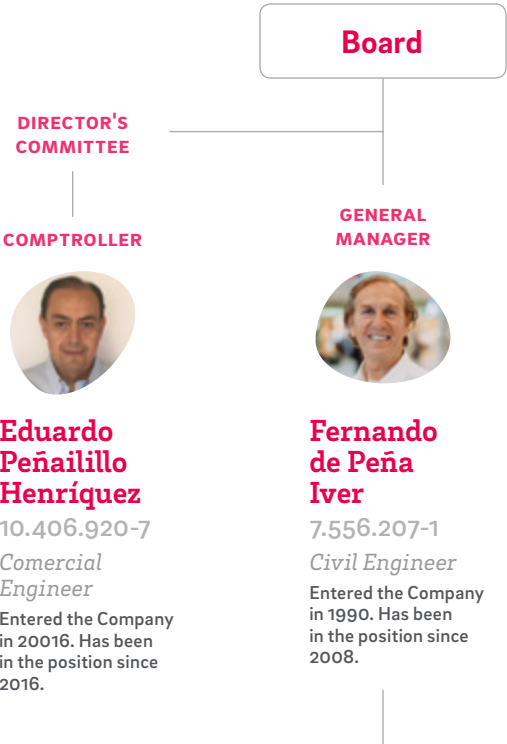 Board
DIRECTOR'S
COMMITTEE
COMPTROLLER
Eduardo
Peñailillo
Henríquez
10.406.920-7
Comercial
Engineer
Entered the Company
in 20016. Has been
in the position since
2016.
GENERAL
MANAGER
Fernando
de Peña
Iver
7.556.207-1
Civil Engineer
Entered the Company
in 1990. Has been
in the position since
2008.